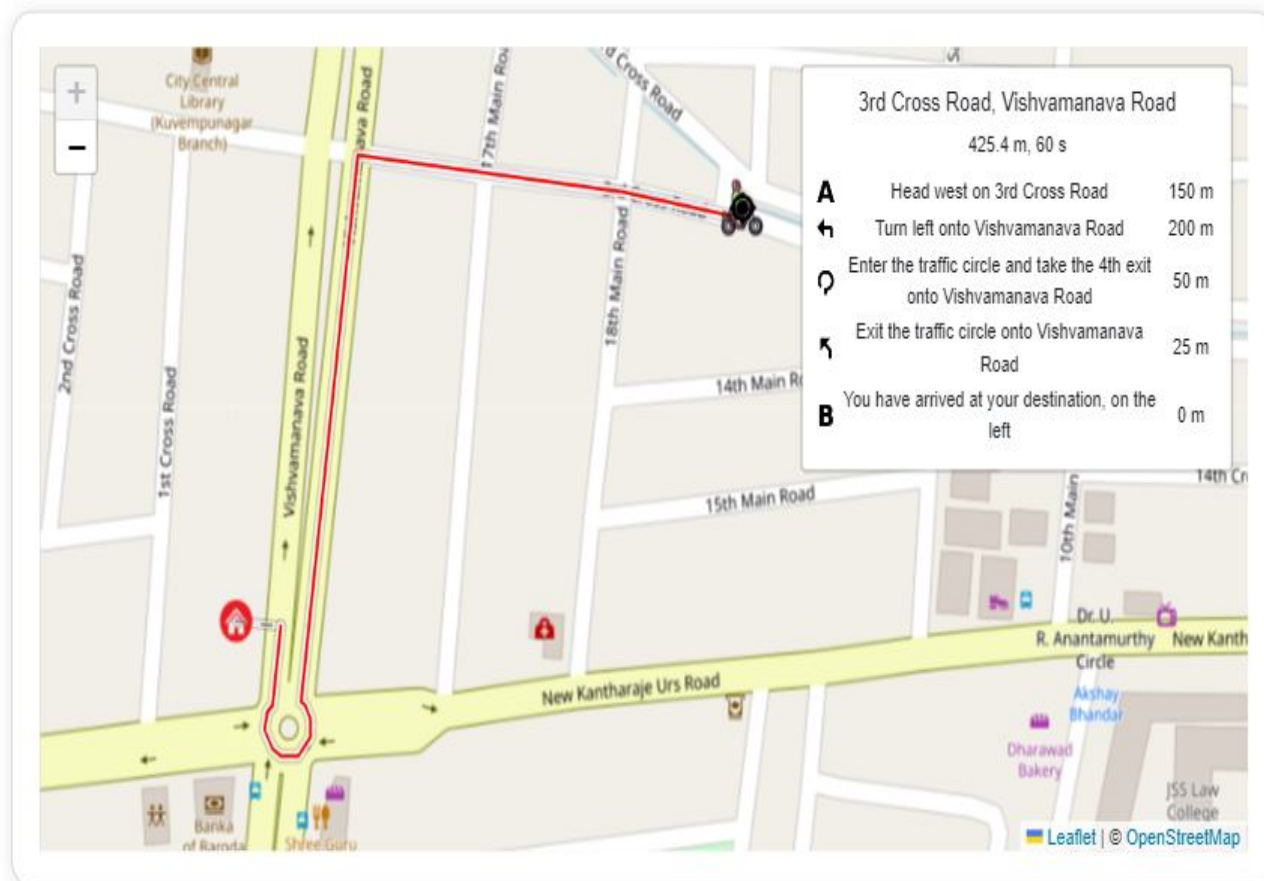 City Central
Library
(Kuvempunagar
Branch)
+
−
17th Main
Cross Road
3rd Cross Road, Vishvamanava Road
425.4 m, 60 s
A Head west on 3rd Cross Road 150 m
Turn left onto Vishvamanava Road 200 m
Enter the traffic circle and take the 4th exit
onto Vishvamanava Road 50 m
Exit the traffic circle onto Vishvamanava
Road 25 m
B You have arrived at your destination, on the
left 0 m
Road
18th Main Road
2nd Cross Road
1st Cross Road
Vishvamanava Road
14th Main
15th Main Road
14th
10th Main
Dr. U.
R. Anantamurthy
Circle
New Kantharaje Urs Road
New Kanth
Akshay
Bhandar
Dharawad
Bakery
JSS Law
College
Banka
of Baroda
Shree Guru
Leaflet | © OpenStreetMap